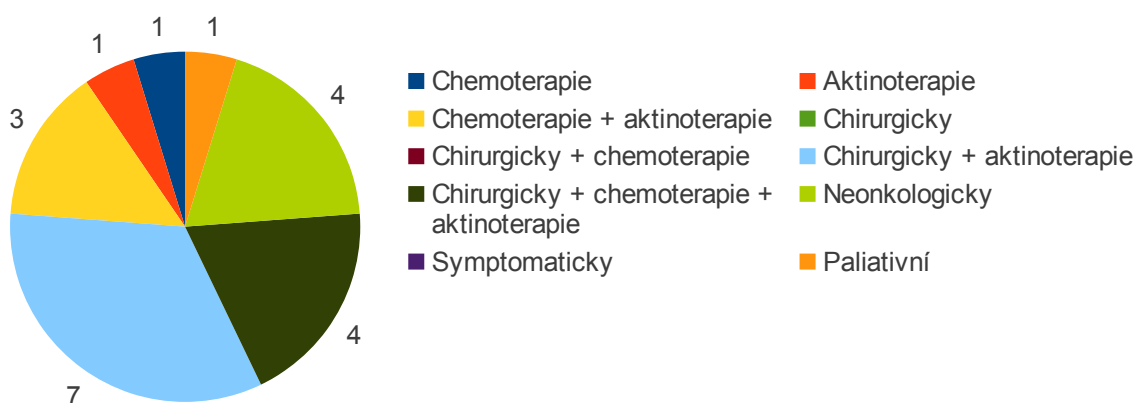 1
1
1
4
3
4
7
Chemoterapie
Aktinoterapie
Chemoterapie + aktinoterapie
Chirurgicky
Chirurgicky + chemoterapie
Chirurgicky + aktinoterapie
Chirurgicky + chemoterapie +
aktinoterapie
Neonkologicky
Symptomaticky
Paliativní